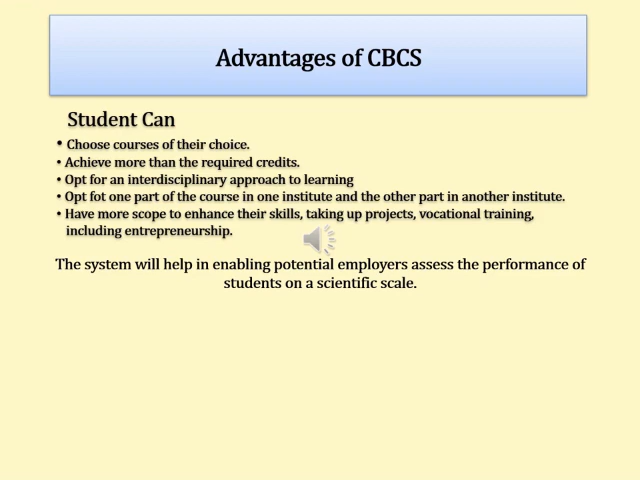 Advantages of CBCS
Student Can
• Choose courses of their choice.
• Achieve more than the required credits.
• Opt for an interdisciplinary approach to learning
• Opt fot one part of the course in one institute and the other part in another institute.
• Have more scope to enhance their skills, taking up projects, vocational training,
including entrepreneurship.
The system will help in enabling potential employers assess the performance of
students on a scientific scale.